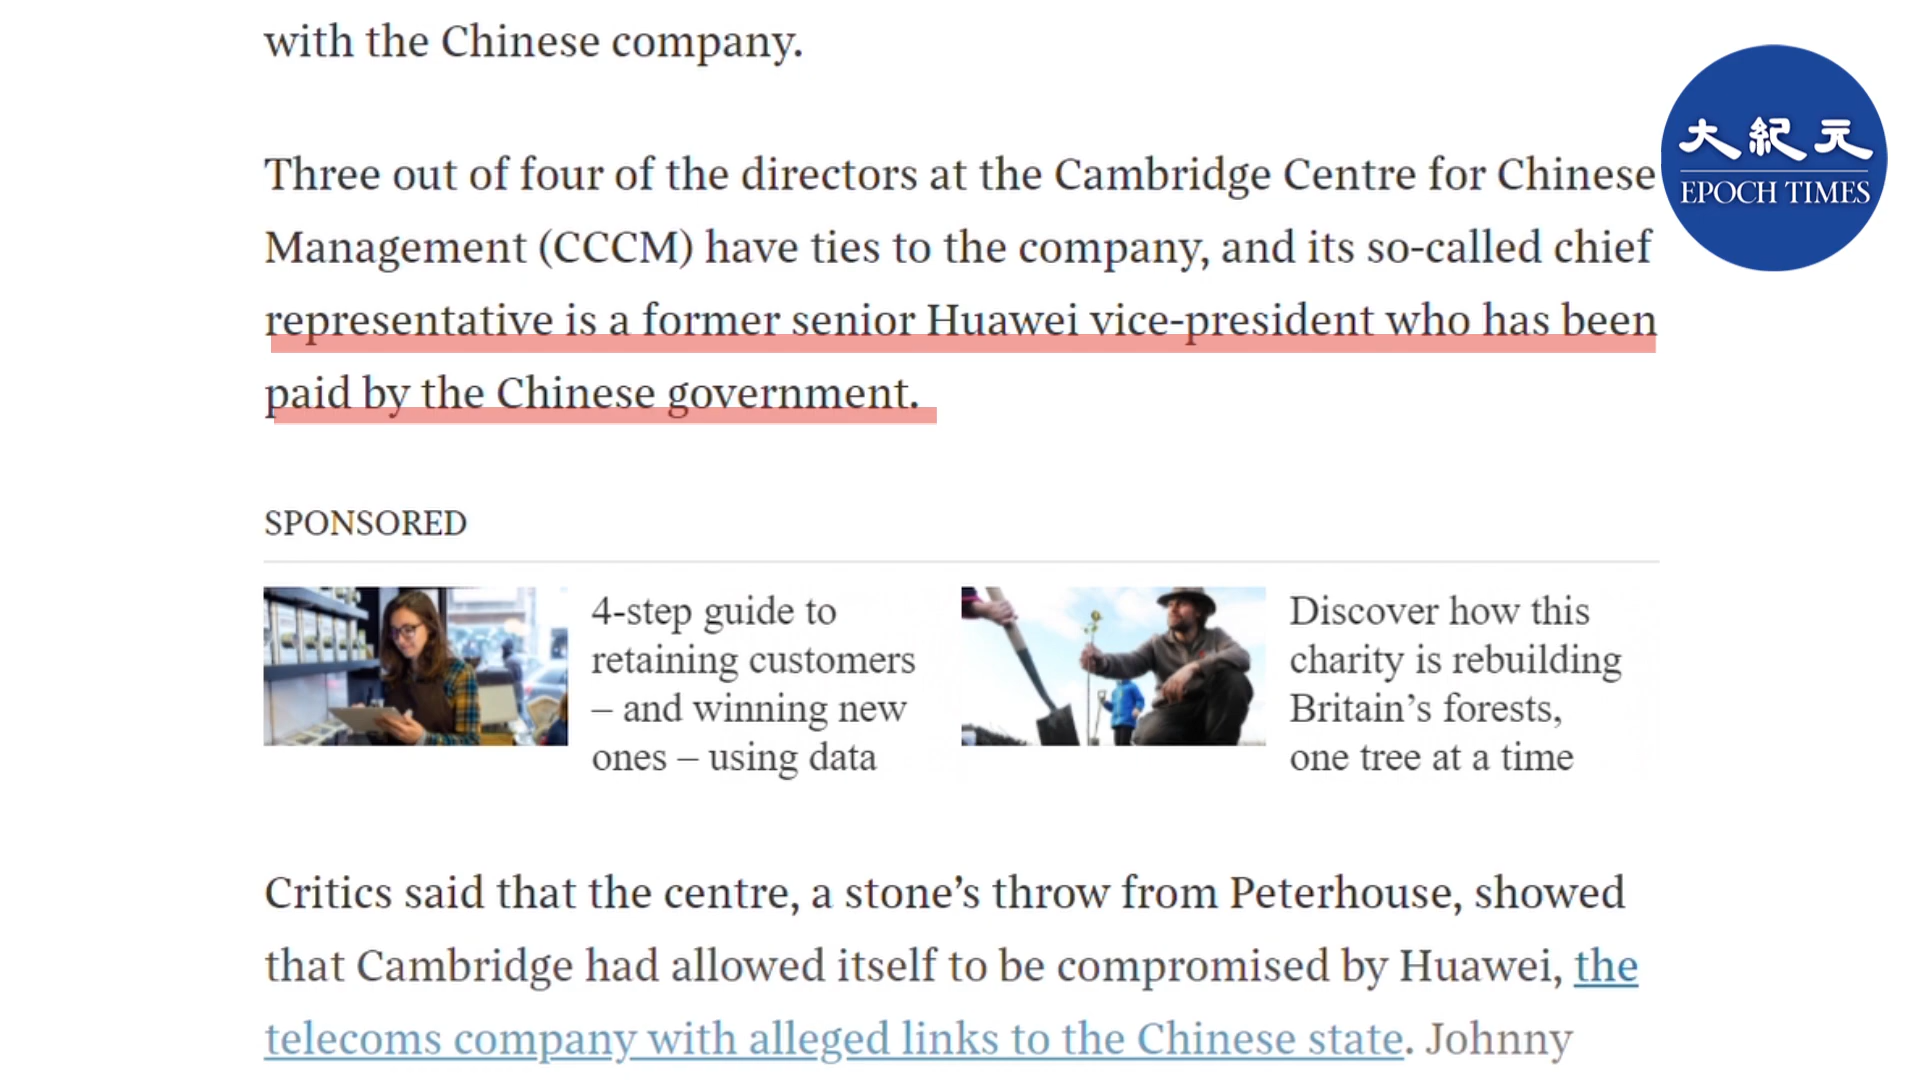 with the Chinese company.
Three out of four of the directors at the Cambridge Centre for Chinese
Management (CCCM) have ties to the company, and its so-called chief
representative is a former senior Huawei vice-president who has been
paid by the Chinese government.
大紀元
EPOCH TIMES
SPONSORED
4-step guide to
retaining customers
– and winning new
ones – using data
Discover how this
charity is rebuilding
Britain’s forests,
one tree at a time
Critics said that the centre, a stone’s throw from Peterhouse, showed
that Cambridge had allowed itself to be compromised by Huawei, the
telecoms company with alleged links to the Chinese state. Johnny